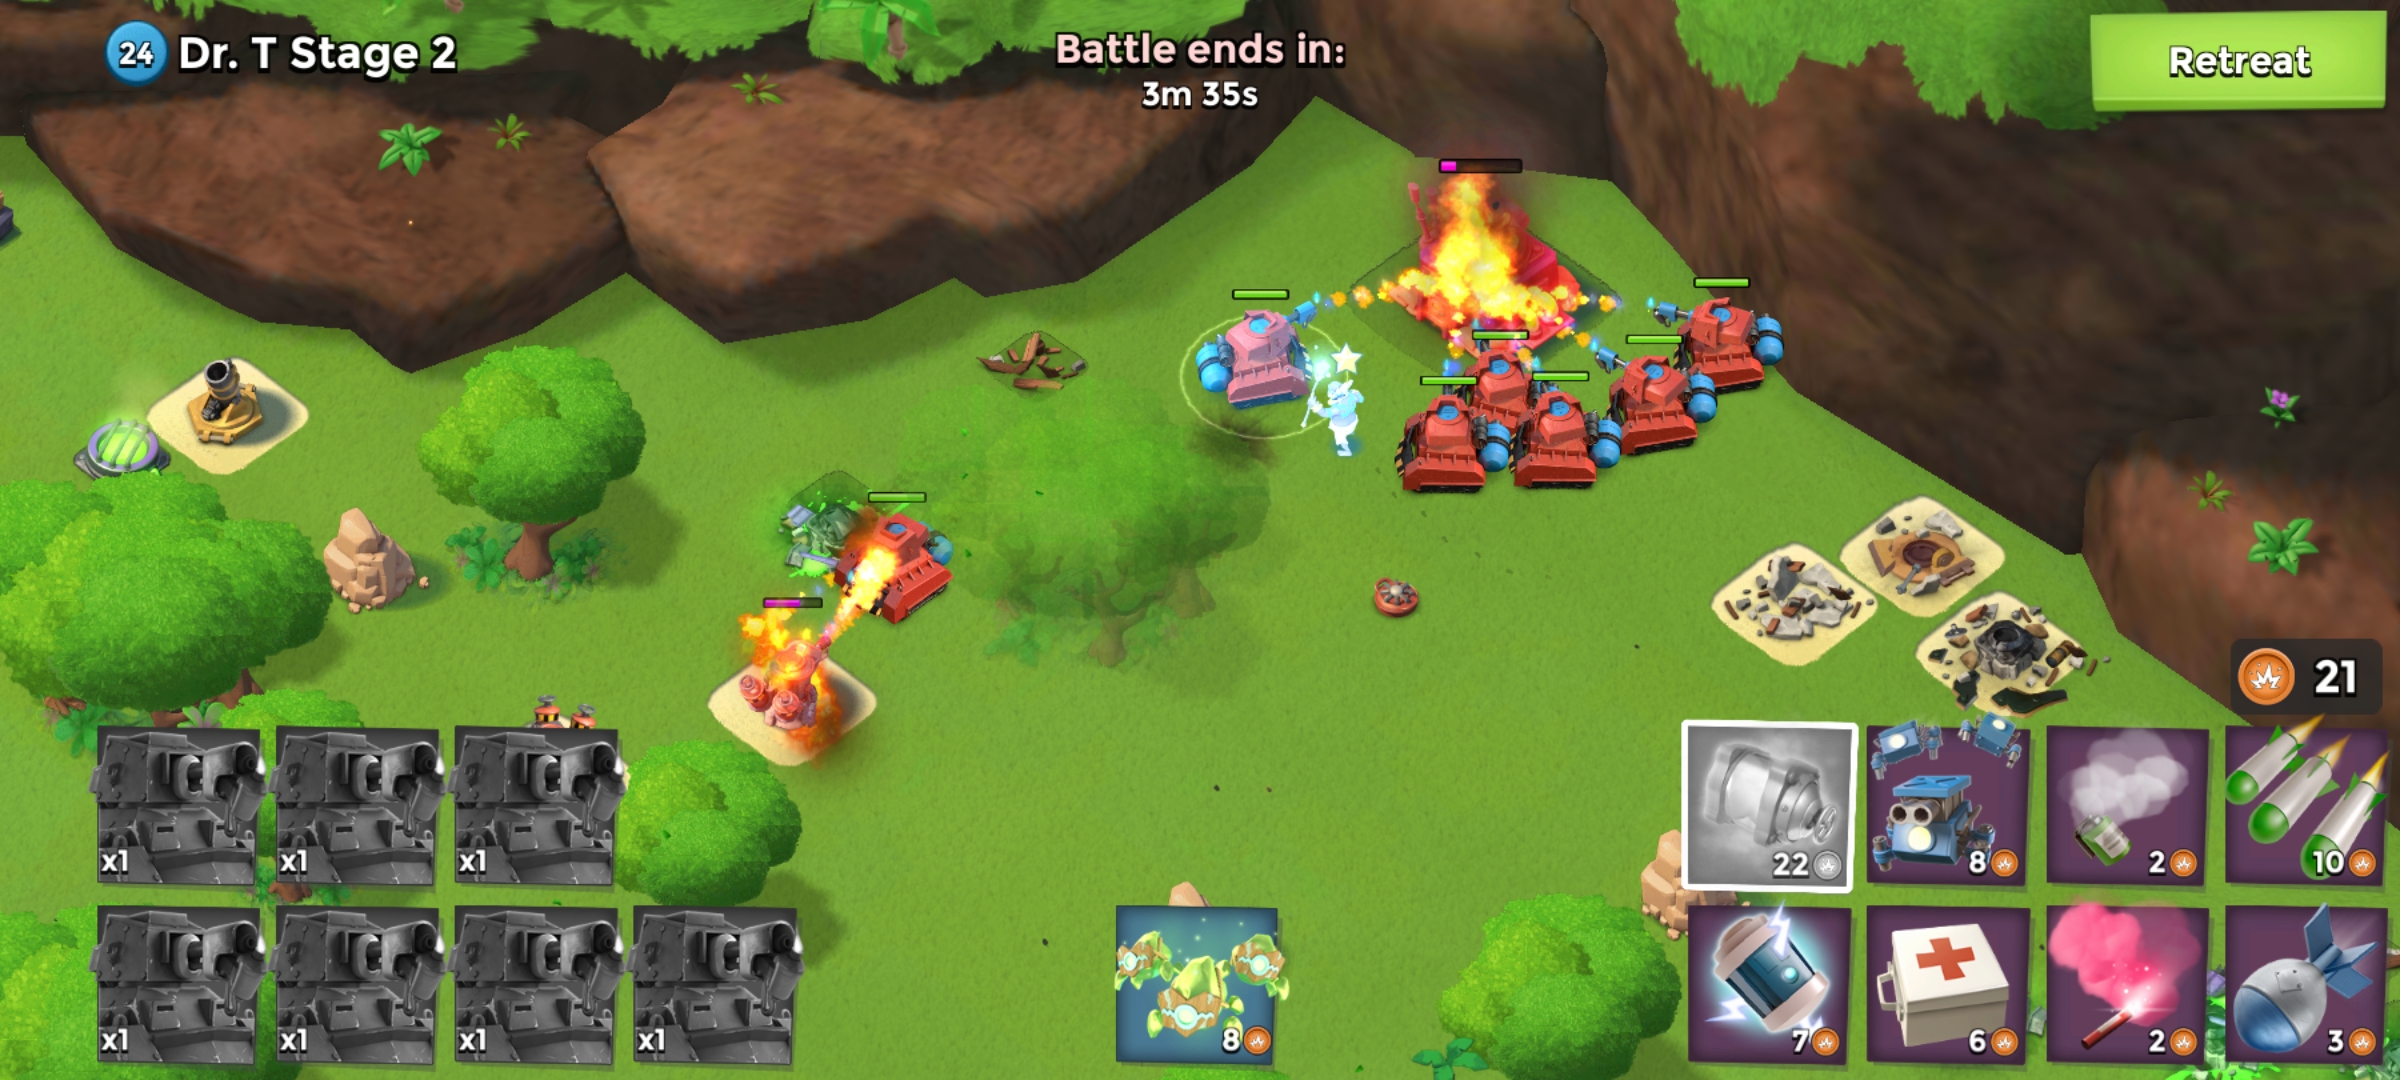 24 Dr. T Stage 2
Battle ends in:
3m 35s
Retreat
21
x1 x1 x1
22 8 2 10
x1 x1 x1 x1
8
7 6 2 3